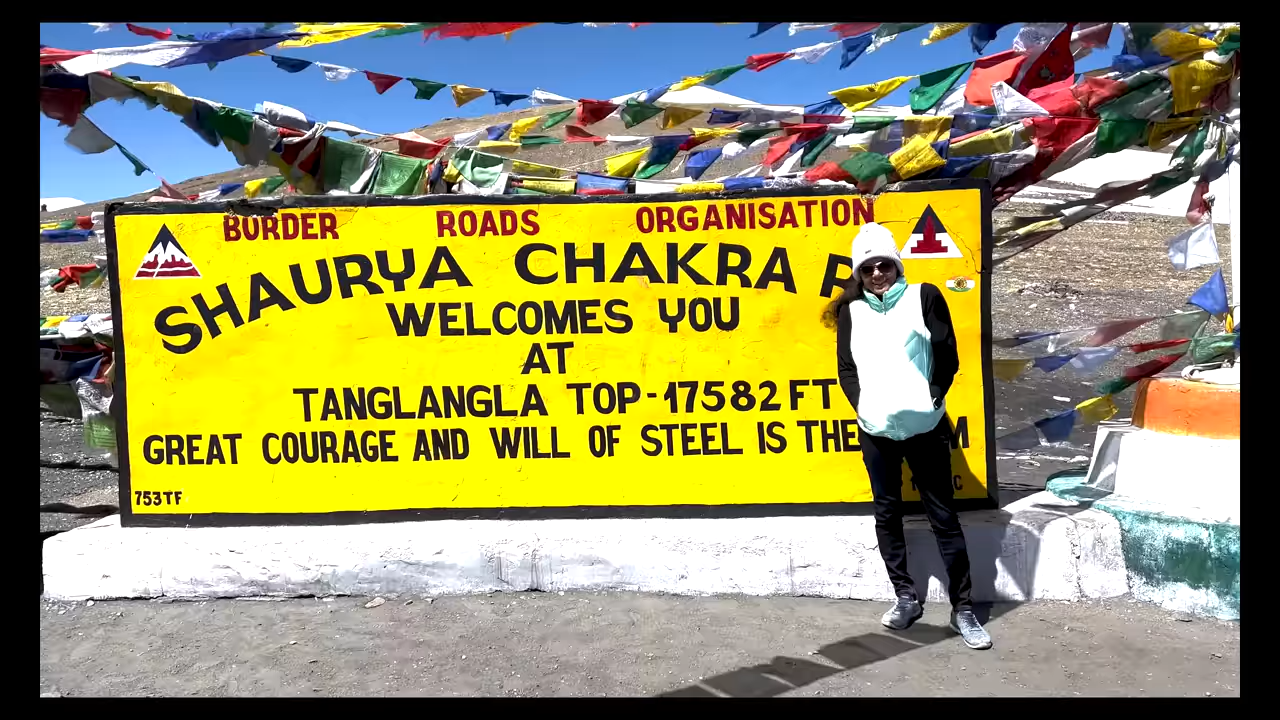 BORDER ROADS ORGANISATION
SHAURYA CHAKRA
WELCOMES YOU
AT
TANGLANGLA TOP-17582 FT
GREAT COURAGE AND WILL OF STEEL IS THE
753TF